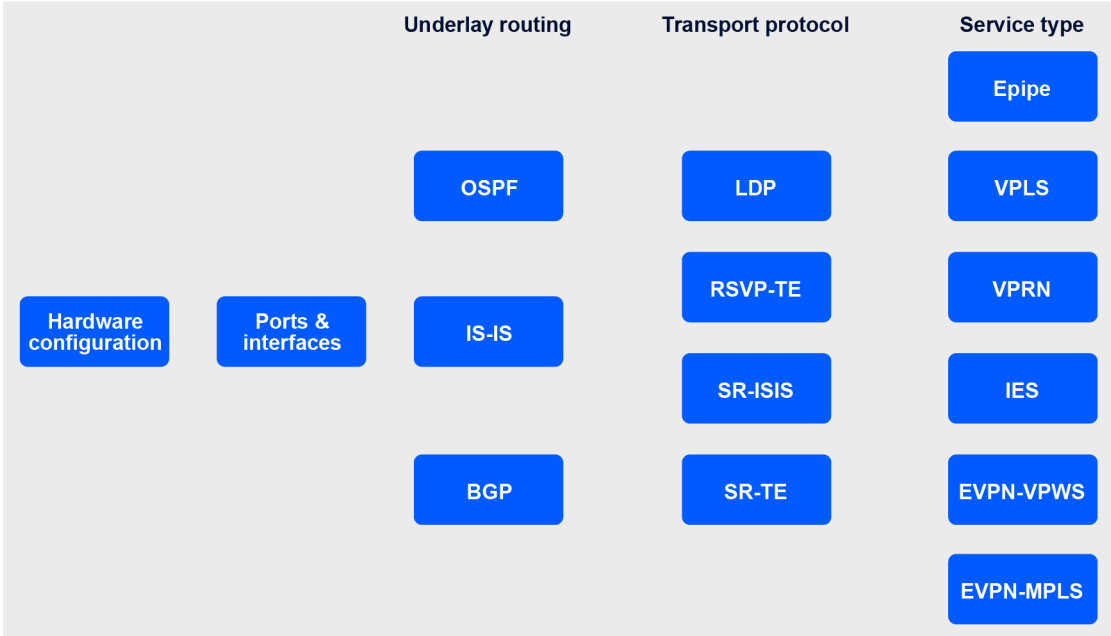 Underlay routing
Transport protocol
Service type
Hardware
configuration
Ports &
interfaces
OSPF
IS-IS
BGP
LDP
RSVP-TE
SR-ISIS
SR-TE
Epipe
VPLS
VPRN
IES
EVPN-VPWS
EVPN-MPLS